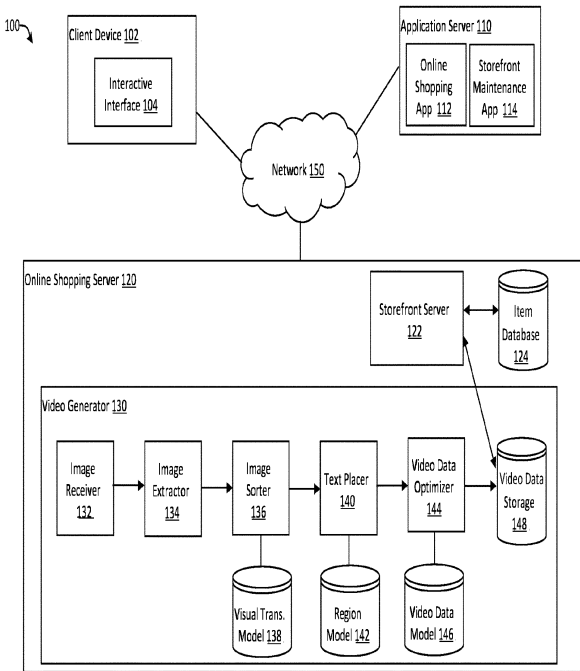 100
Client Device 102
Interactive
Interface 104
Application Server 110
Online
Shopping
App 112
Storefront
Maintenance
App 114
Network 150
Online Shopping Server 120
Storefront Server
122
Item
Database
124
Video Generator 130
Image
Receiver
132
Image
Extractor
134
Image
Sorter
136
Text Placer
140
Video Data
Optimizer
144
Video Data
Storage
148
Visual Trans.
Model 138
Region
Model 142
Video Data
Model 146